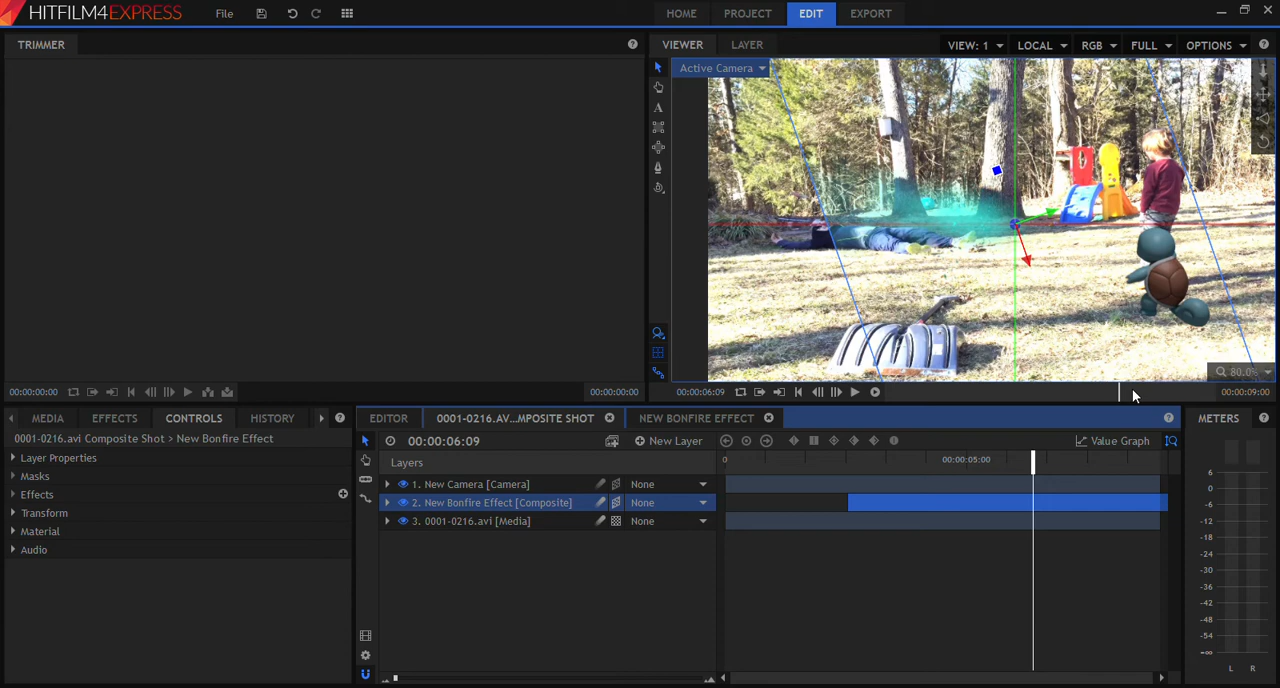 HITFILM4EXPRESS File HOME PROJECT EDIT EXPORT
TRIMMER VIEWER LAYER VIEW: 1 LOCAL RGB FULL OPTIONS
Active Camera
80.0%
00:00:00:00 00:00:00:00 00:00:06:09 00:00:09:00
MEDIA EFFECTS CONTROLS HISTORY EDITOR 0001-0216.AV...MPOSITE SHOT NEW BONFIRE EFFECT METERS
0001-0216.avi Composite Shot > New Bonfire Effect 00:00:06:09 New Layer Value Graph
Layer Properties Layers 0 00:00:05:00
Masks 1. New Camera [Camera] None
Effects 2. New Bonfire Effect [Composite] None
Transform 3. 0001-0216.avi [Media] None
Material
Audio
6
0
-6
-12
-18
-24
-30
-36
-42
-48
-54
-∞
L R